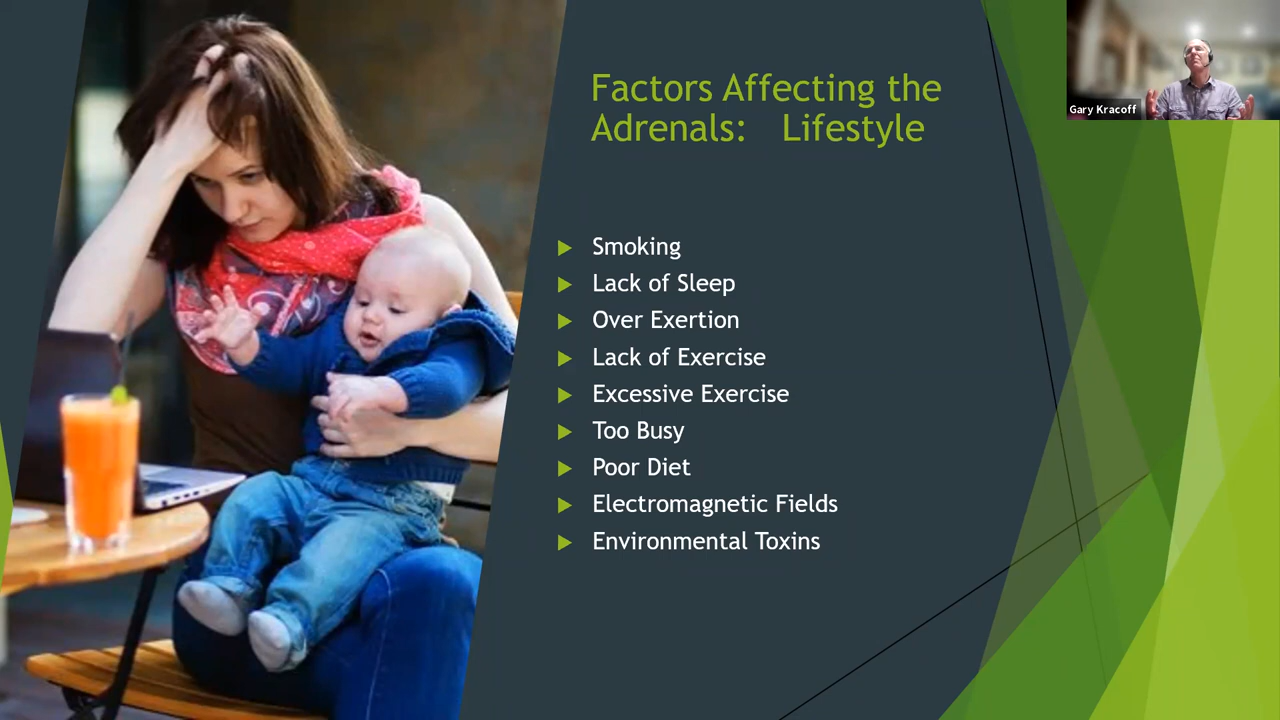 Factors Affecting the
Adrenals: Lifestyle
Gary Kracoff
Smoking
Lack of Sleep
Over Exertion
Lack of Exercise
Excessive Exercise
Too Busy
Poor Diet
Electromagnetic Fields
Environmental Toxins